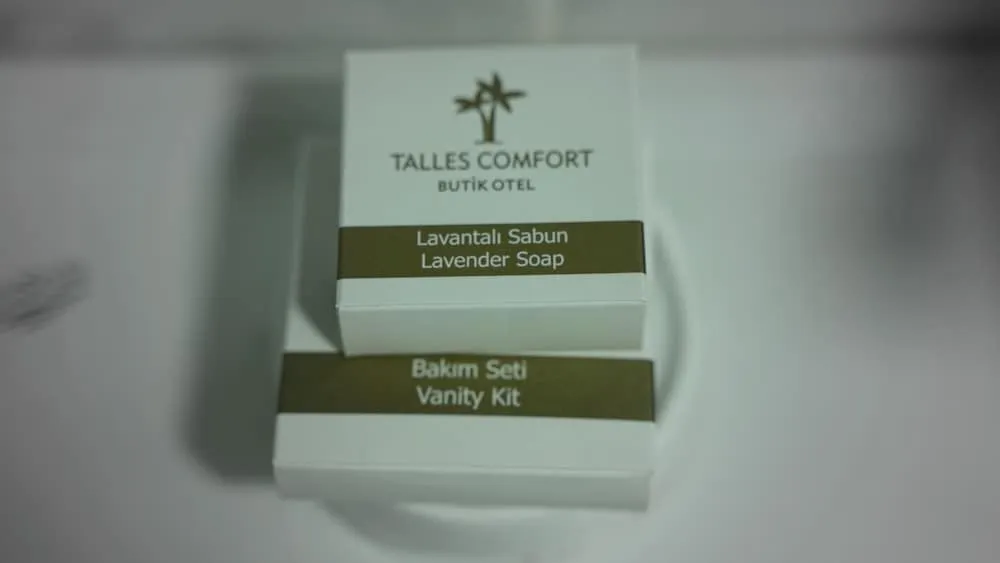 TALLES COMFORT
BUTİK OTEL
Lavantalı Sabun
Lavender Soap
Bakım Seti
Vanity Kit